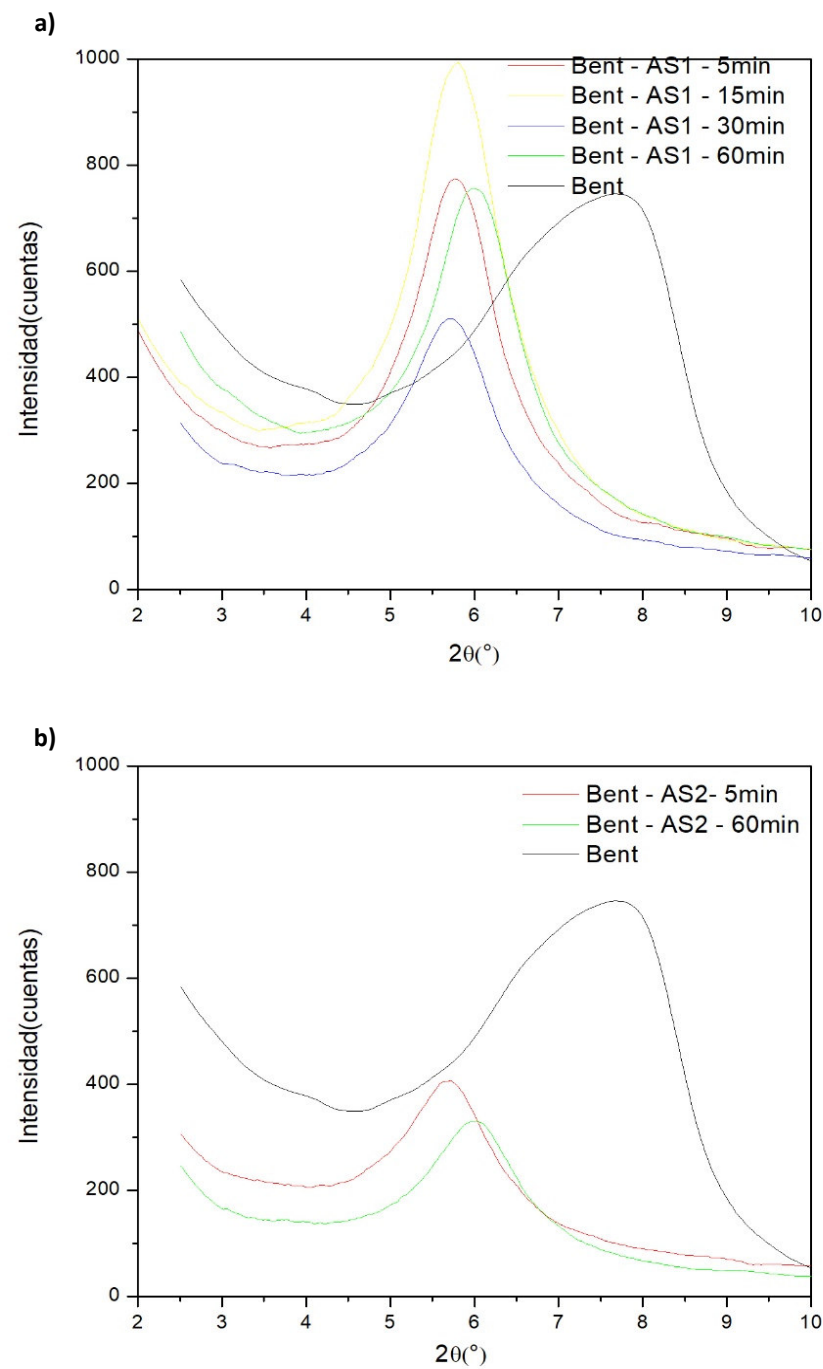 a)
1000
800
600
400
200
0
Intensidad(cuentas)
Bent - AS1 - 5min
Bent - AS1 - 15min
Bent - AS1 - 30min
Bent - AS1 - 60min
Bent
2 3 4 5 6 7 8 9 10
2θ(°)
b)
1000
800
600
400
200
0
Intensidad(cuentas)
Bent - AS2- 5min
Bent - AS2 - 60min
Bent
2 3 4 5 6 7 8 9 10
2θ(°)